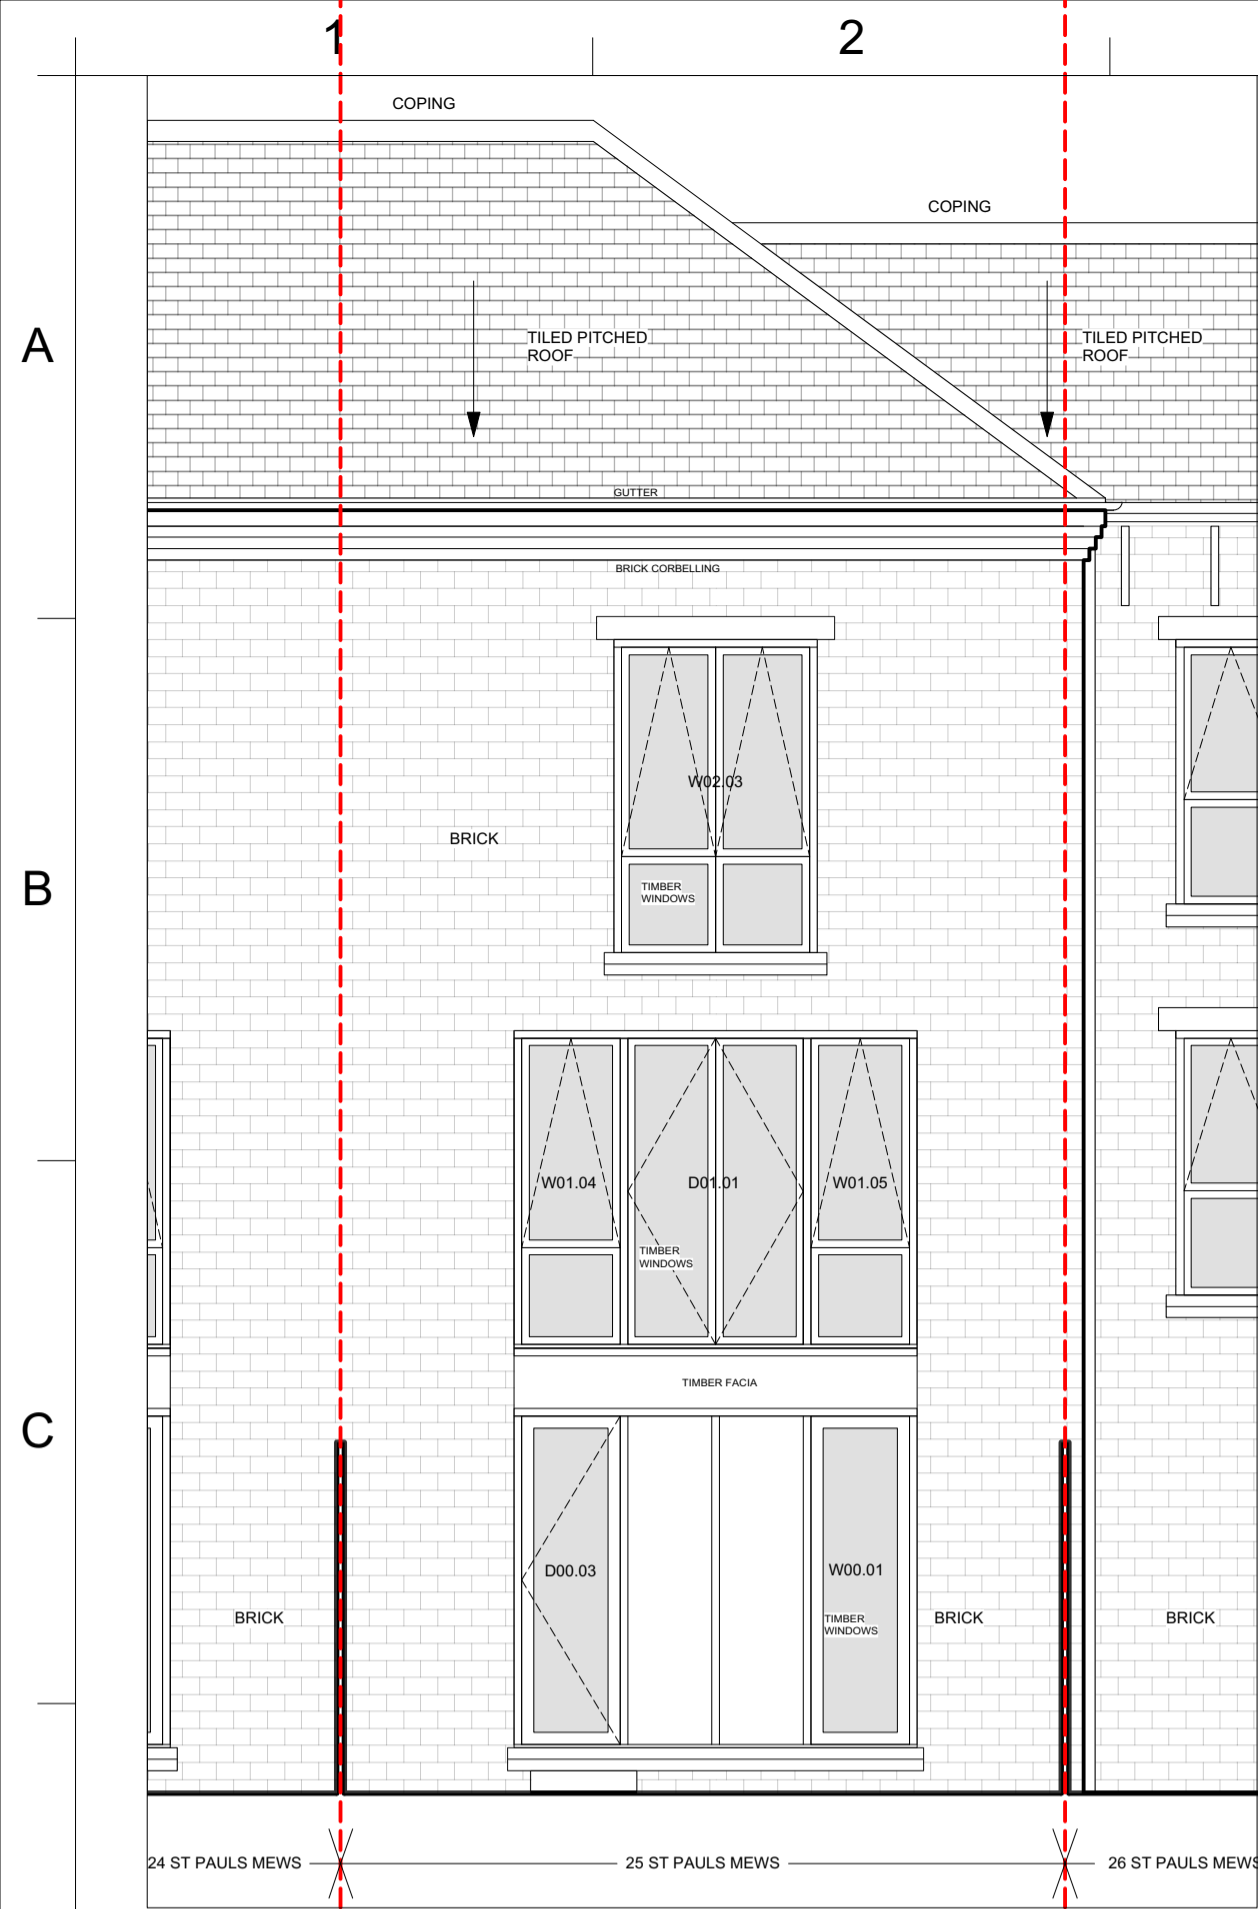 1
2
COPING
COPING
A
TILED PITCHED
ROOF
TILED PITCHED
ROOF
GUTTER
BRICK CORBELLING
W02.03
BRICK
B
TIMBER
WINDOWS
W01.04
D01.01
W01.05
TIMBER
WINDOWS
TIMBER FACIA
C
D00.03
W00.01
BRICK
TIMBER
WINDOWS
BRICK
BRICK
24 ST PAULS MEWS
25 ST PAULS MEWS
26 ST PAULS MEWS